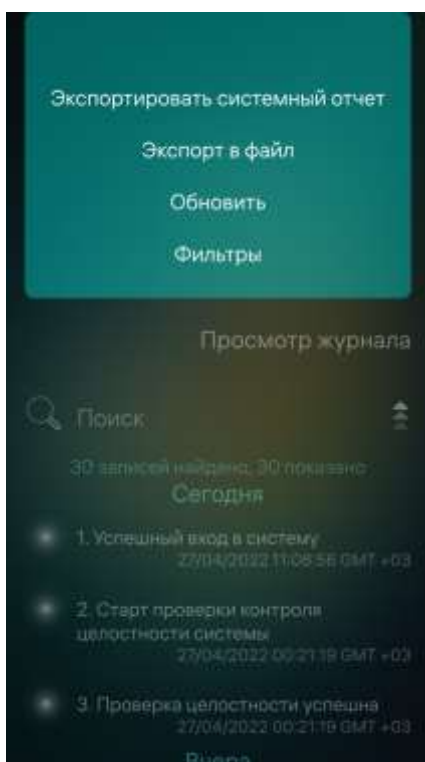 Экспортировать системный отчет
Экспорт в файл
Обновить
Фильтры
Просмотр журнала
Поиск
30 записей найдено, 30 показано
Сегодня
1. Успешный вход в систему
27/04/2022 11:08:56 GMT +03
2. Старт проверки контроля
целостности системы
27/04/2022 00:21:19 GMT +03
3. Проверка целостности успешна
27/04/2022 00:21:19 GMT +03
Вчера